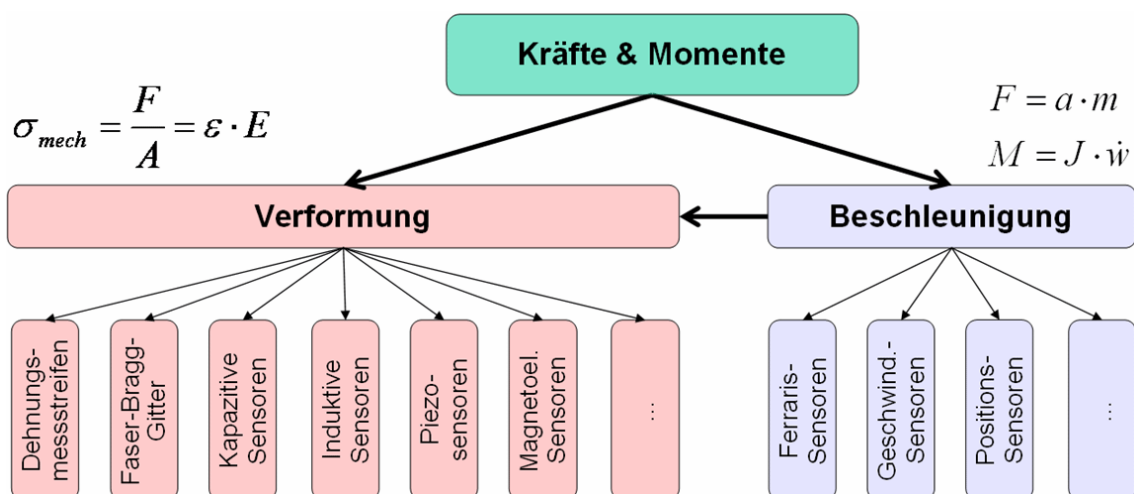 Kräfte & Momente
σ_mech = F/A = ε · E
F = a · m
M = J · ẇ
Verformung
Beschleunigung
Dehnungs-
messstreifen
Faser-Bragg-
Gitter
Kapazitive
Sensoren
Induktive
Sensoren
Piezo-
sensoren
Magnetoel.
Sensoren
...
Ferraris-
Sensoren
Geschwind.-
Sensoren
Positions-
Sensoren
...